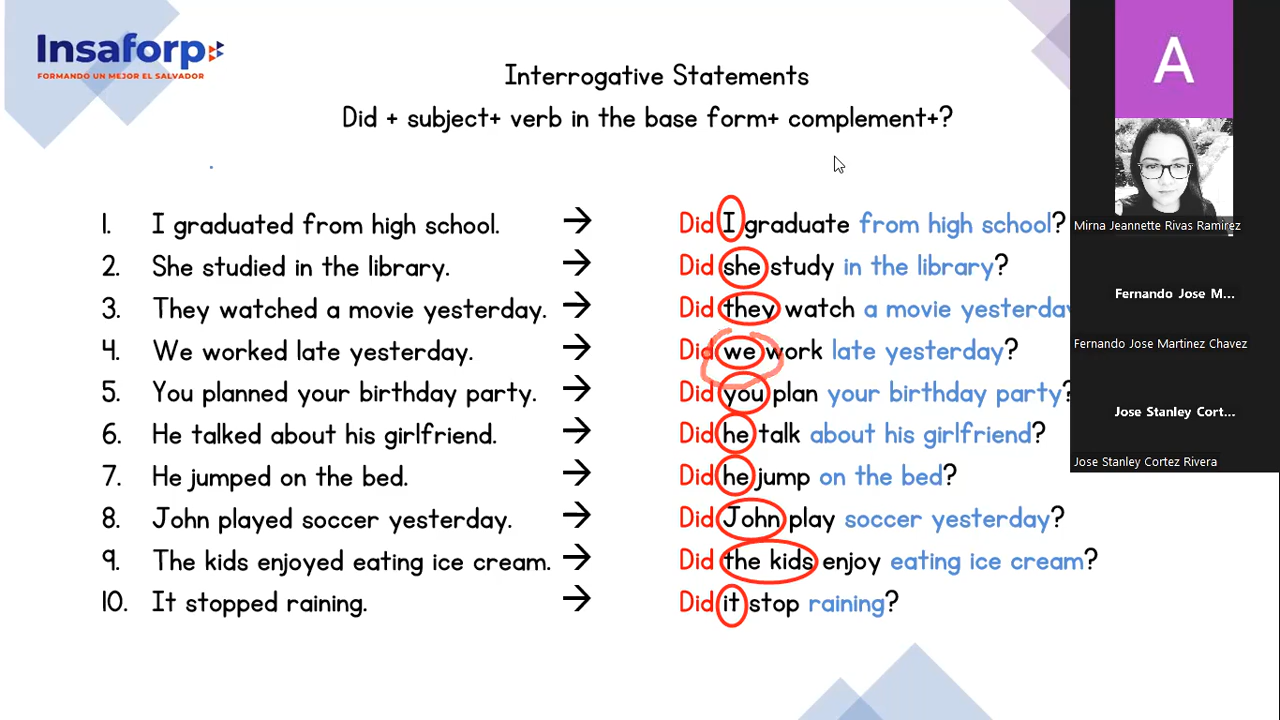 Insaforp
FORMANDO UN MEJOR EL SALVADOR
Interrogative Statements
Did + subject+ verb in the base form+ complement+?
1. I graduated from high school. → Did I graduate from high school?
2. She studied in the library. → Did she study in the library?
3. They watched a movie yesterday. → Did they watch a movie yesterday
4. We worked late yesterday. → Did we work late yesterday?
5. You planned your birthday party. → Did you plan your birthday party?
6. He talked about his girlfriend. → Did he talk about his girlfriend?
7. He jumped on the bed. → Did he jump on the bed?
8. John played soccer yesterday. → Did John play soccer yesterday?
9. The kids enjoyed eating ice cream. → Did the kids enjoy eating ice cream?
10. It stopped raining. → Did it stop raining?
A
Mirna Jeannette Rivas Ramirez
Fernando Jose M...
Fernando Jose Martinez Chavez
Jose Stanley Cort...
Jose Stanley Cortez Rivera